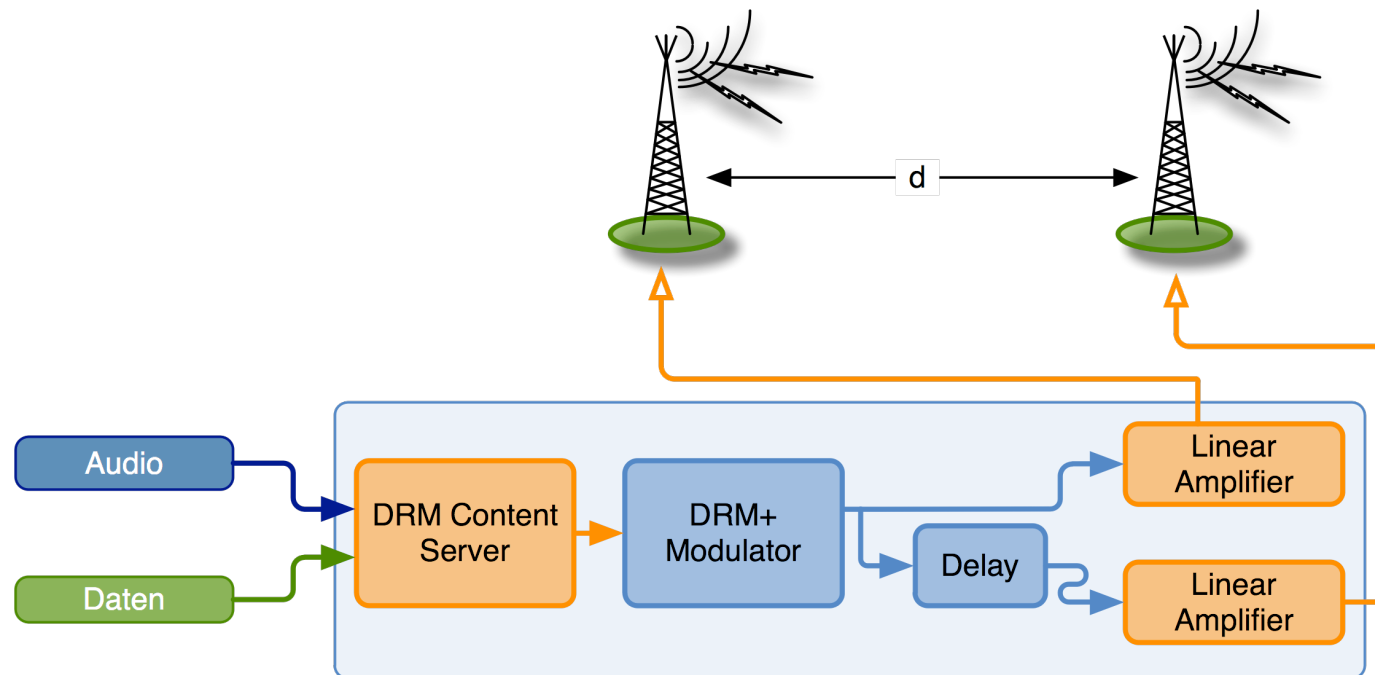 d
Audio
Daten
DRM Content
Server
DRM+
Modulator
Delay
Linear
Amplifier
Linear
Amplifier